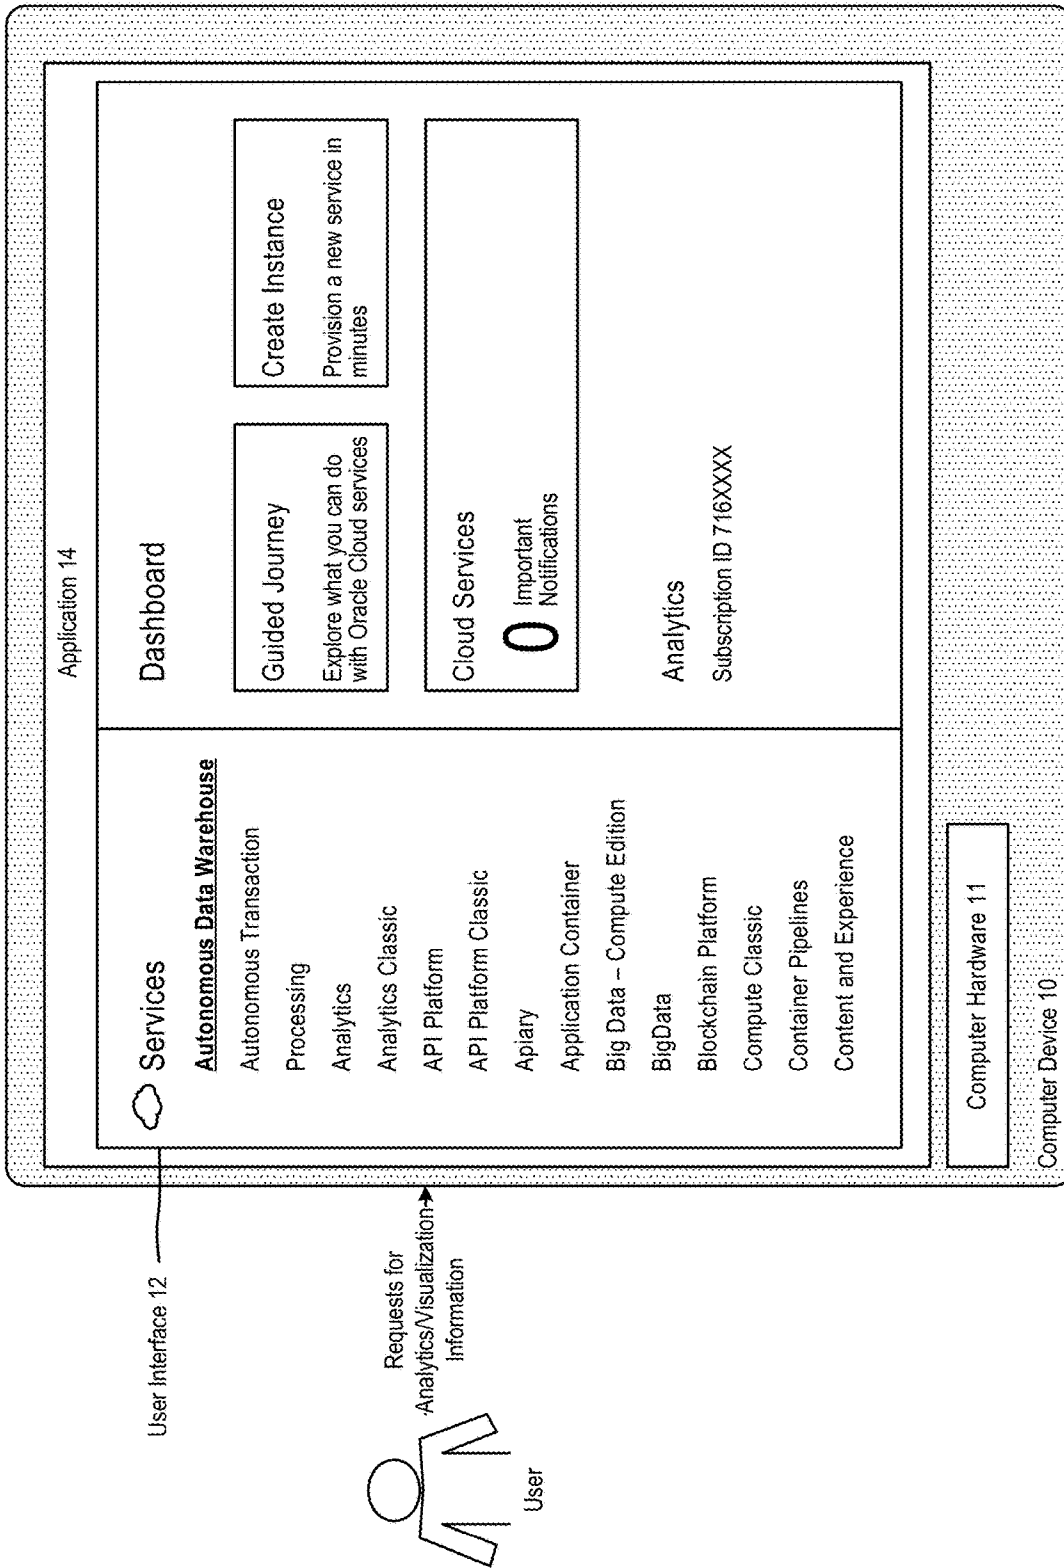 Application 14
User Interface 12
Services
Autonomous Data Warehouse
Autonomous Transaction
Processing
Analytics
Analytics Classic
API Platform
API Platform Classic
Apiary
Application Container
Big Data – Compute Edition
BigData
Blockchain Platform
Compute Classic
Container Pipelines
Content and Experience
Dashboard
Guided Journey
Explore what you can do
with Oracle Cloud services
Create Instance
Provision a new service in
minutes
Cloud Services
0
Important
Notifications
Analytics
Subscription ID 716XXXX
Requests for
Analytics/Visualization
Information
User
Computer Hardware 11
Computer Device 10